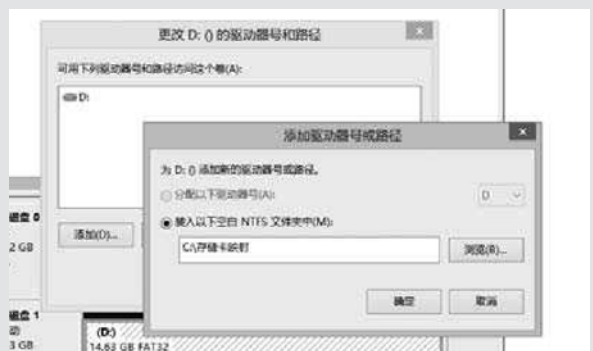 更改 D: () 的驱动器号和路径
可用下列驱动器号和路径访问这个卷(A):
D:
添加驱动器号或路径
为 D: () 添加新的驱动器号或路径。
分配以下驱动器号(A):
D
装入以下空白 NTFS 文件夹中(M):
C:\存储卡映射
浏览(B)...
确定
取消
添加(D)...
磁盘 0
2 GB
磁盘 1
3 GB
(D:)
14.63 GB FAT32